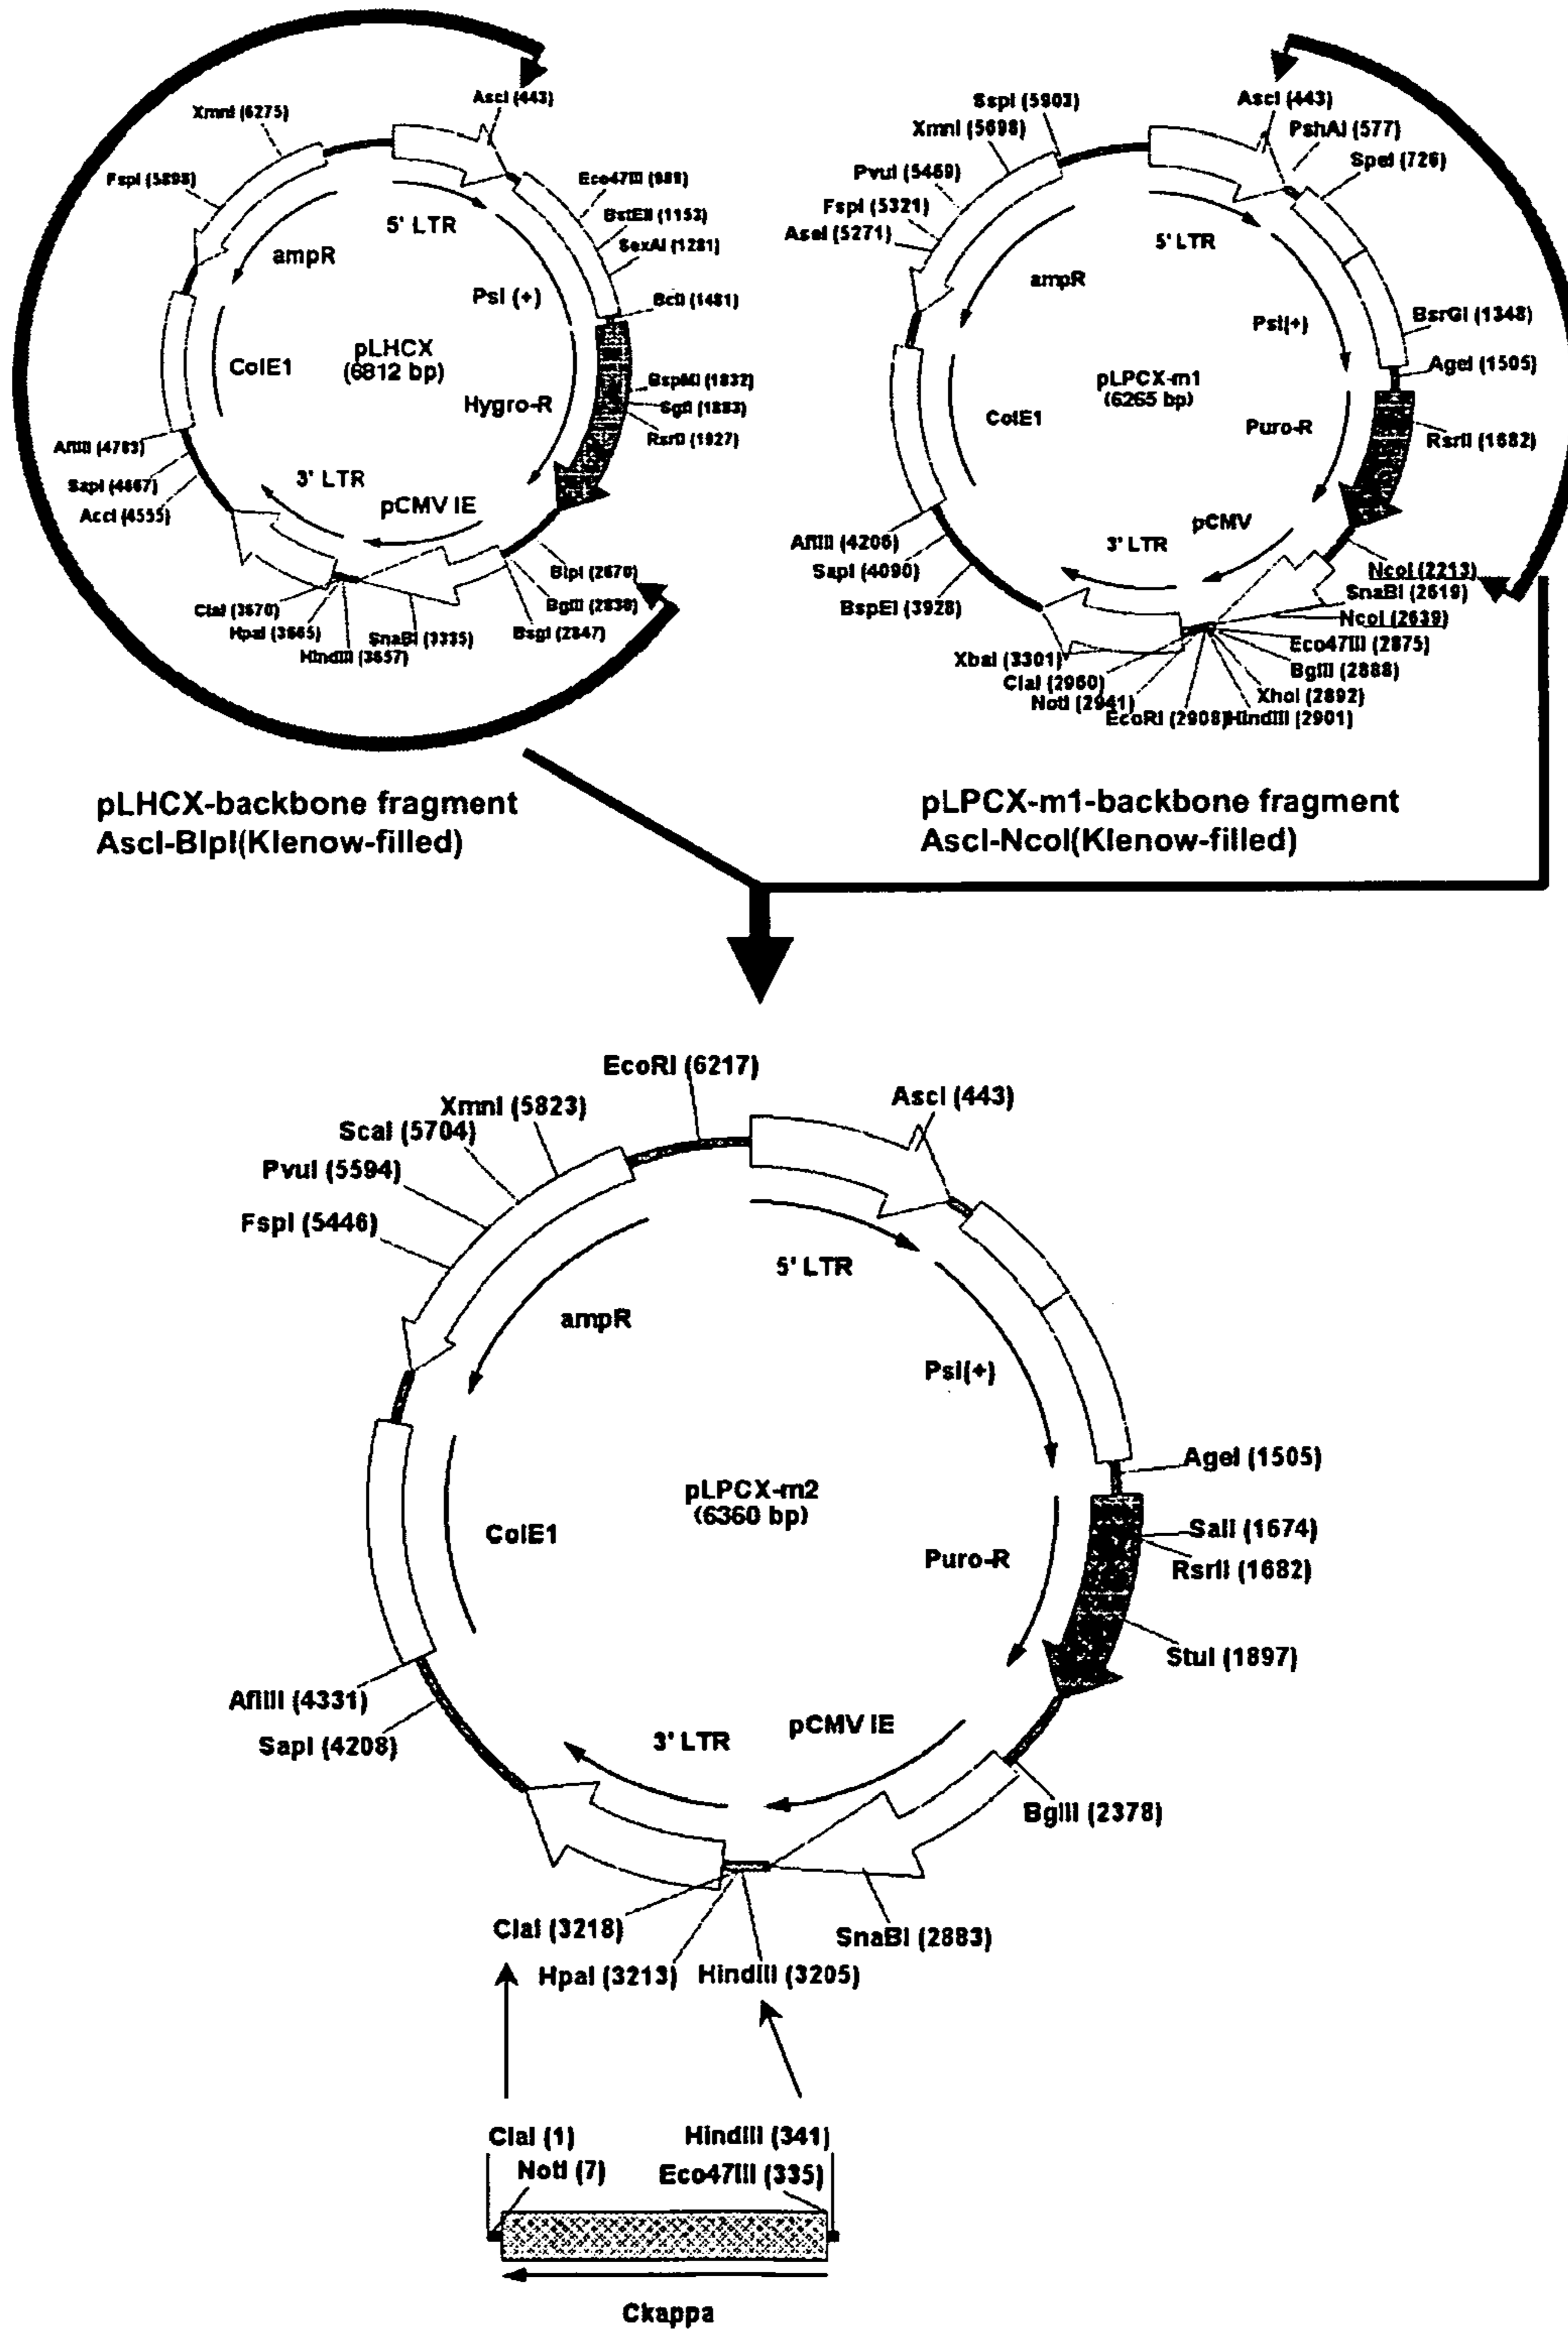 AscI (443)
XmnI (6275)
FspI (5898)
Eco47III (988)
BstEII (1153)
SexAI (1281)
5' LTR
ampR
Psi (+)
BclI (1481)
ColE1
pLHCX
(6812 bp)
BspMI (1832)
SgfI (1883)
RsrII (1927)
Hygro-R
AflIII (4783)
SapI (4667)
AccI (4555)
3' LTR
pCMV IE
BlpI (2670)
BglII (2830)
BsgI (2847)
ClaI (3670)
HpaI (3665)
HindIII (3657)
SnaBI (3335)
SspI (5903)
XmnI (5698)
PvuI (5469)
FspI (5321)
AseI (5271)
AscI (443)
PshAI (577)
SpeI (726)
5' LTR
ampR
Psi(+)
BsrGI (1348)
AgeI (1505)
pLPCX-m1
(6265 bp)
ColE1
Puro-R
RsrII (1682)
pCMV
3' LTR
AflIII (4206)
SapI (4090)
BspEI (3928)
NcoI (2213)
SnaBI (2619)
NcoI (2639)
Eco47III (2875)
BglII (2888)
XhoI (2892)
XbaI (3301)
ClaI (2960)
NotI (2941)
EcoRI (2908)
HindIII (2901)
pLHCX-backbone fragment
AscI-BlpI(Klenow-filled)
pLPCX-m1-backbone fragment
AscI-NcoI(Klenow-filled)
EcoRI (6217)
AscI (443)
XmnI (5823)
ScaI (5704)
PvuI (5594)
FspI (5446)
5' LTR
ampR
Psi(+)
AgeI (1505)
pLPCX-m2
(6360 bp)
ColE1
Puro-R
SalI (1674)
RsrII (1682)
StuI (1897)
AflIII (4331)
SapI (4208)
3' LTR
pCMV IE
BglII (2378)
ClaI (3218)
HpaI (3213)
HindIII (3205)
SnaBI (2883)
ClaI (1)
HindIII (341)
NotI (7)
Eco47III (335)
Ckappa